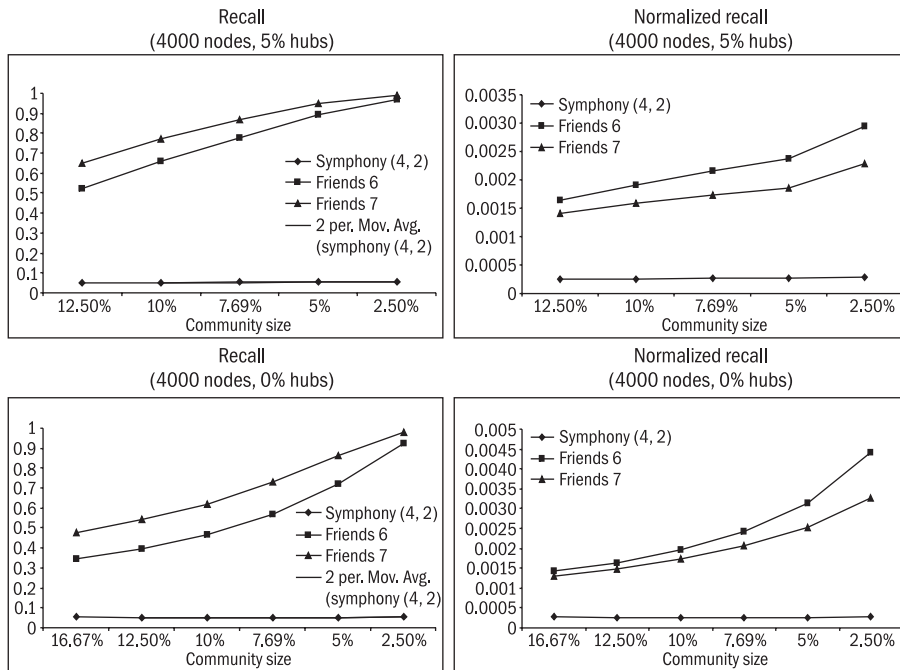 Recall
(4000 nodes, 5% hubs)
1
0.9
0.8
0.7
0.6
0.5
0.4
0.3
0.2
0.1
0
Symphony (4, 2)
Friends 6
Friends 7
2 per. Mov. Avg.
(symphony (4, 2)
12.50% 10% 7.69% 5% 2.50%
Community size
Normalized recall
(4000 nodes, 5% hubs)
0.0035
0.0030
0.0025
0.002
0.0015
0.001
0.0005
0
Symphony (4, 2)
Friends 6
Friends 7
12.50% 10% 7.69% 5% 2.50%
Community size
Recall
(4000 nodes, 0% hubs)
1
0.9
0.8
0.7
0.6
0.5
0.4
0.3
0.2
0.1
0
Symphony (4, 2)
Friends 6
Friends 7
2 per. Mov. Avg.
(symphony (4, 2)
16.67% 12.50% 10% 7.69% 5% 2.50%
Community size
Normalized recall
(4000 nodes, 0% hubs)
0.005
0.0045
0.004
0.0035
0.003
0.0025
0.002
0.0015
0.001
0.0005
0
Symphony (4, 2)
Friends 6
Friends 7
16.67% 12.50% 10% 7.69% 5% 2.50%
Community size